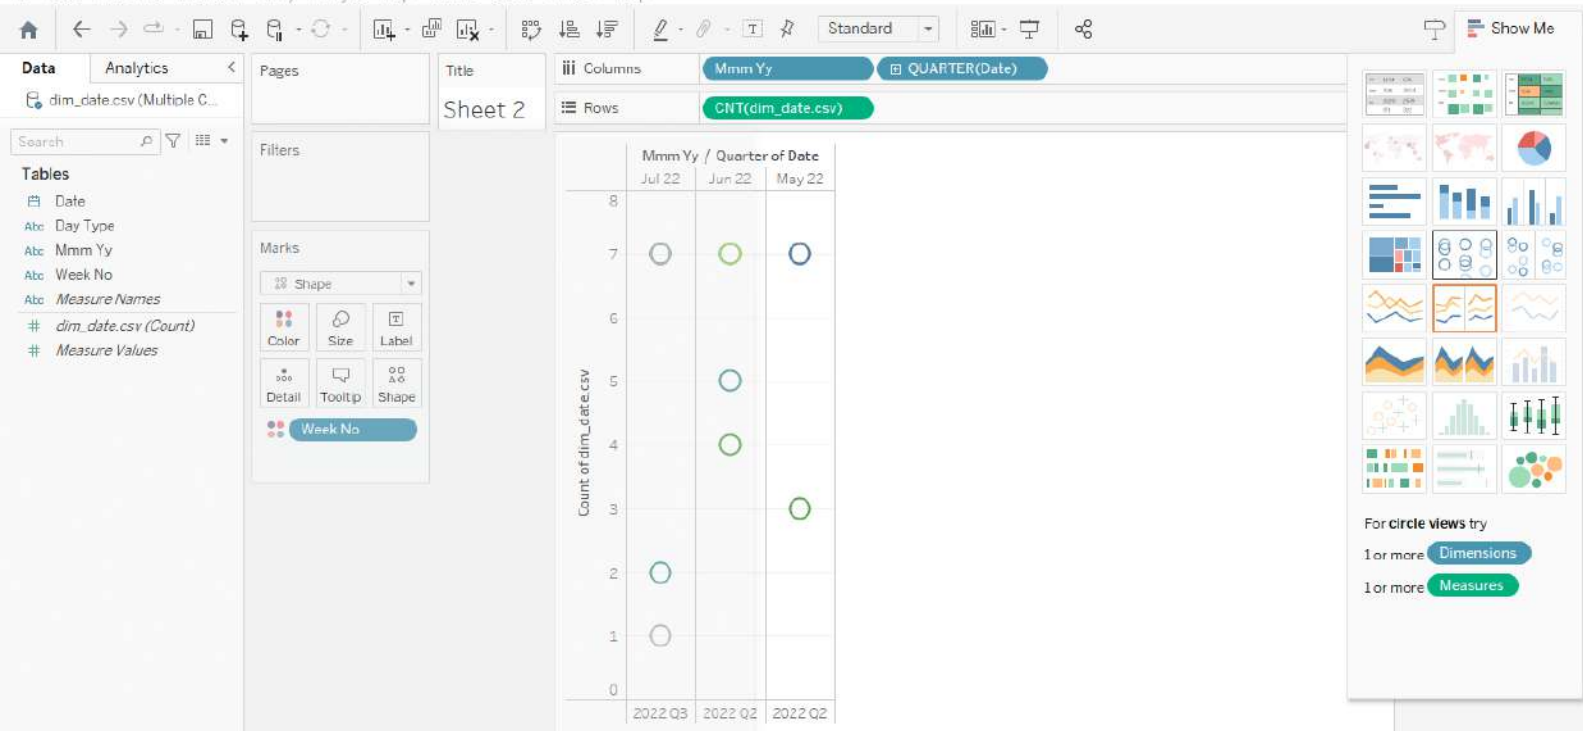 Standard
Show Me
Data
Analytics
Pages
Title
Columns
Mmm Yy
QUARTER(Date)
dim_date.csv (Multiple C...
Sheet 2
Rows
CNT(dim_date.csv)
Search
Filters
Tables
Date
Abc Day Type
Abc Mmm Yy
Abc Week No
Abc Measure Names
# dim_date.csv (Count)
# Measure Values
Marks
Shape
Color
Size
Label
Detail
Tooltip
Shape
Week No
Mmm Yy / Quarter of Date
Jul 22
Jun 22
May 22
8
7
6
5
4
3
2
1
0
Count of dim_date.csv
2022 Q3
2022 Q2
2022 Q2
For circle views try
1 or more Dimensions
1 or more Measures